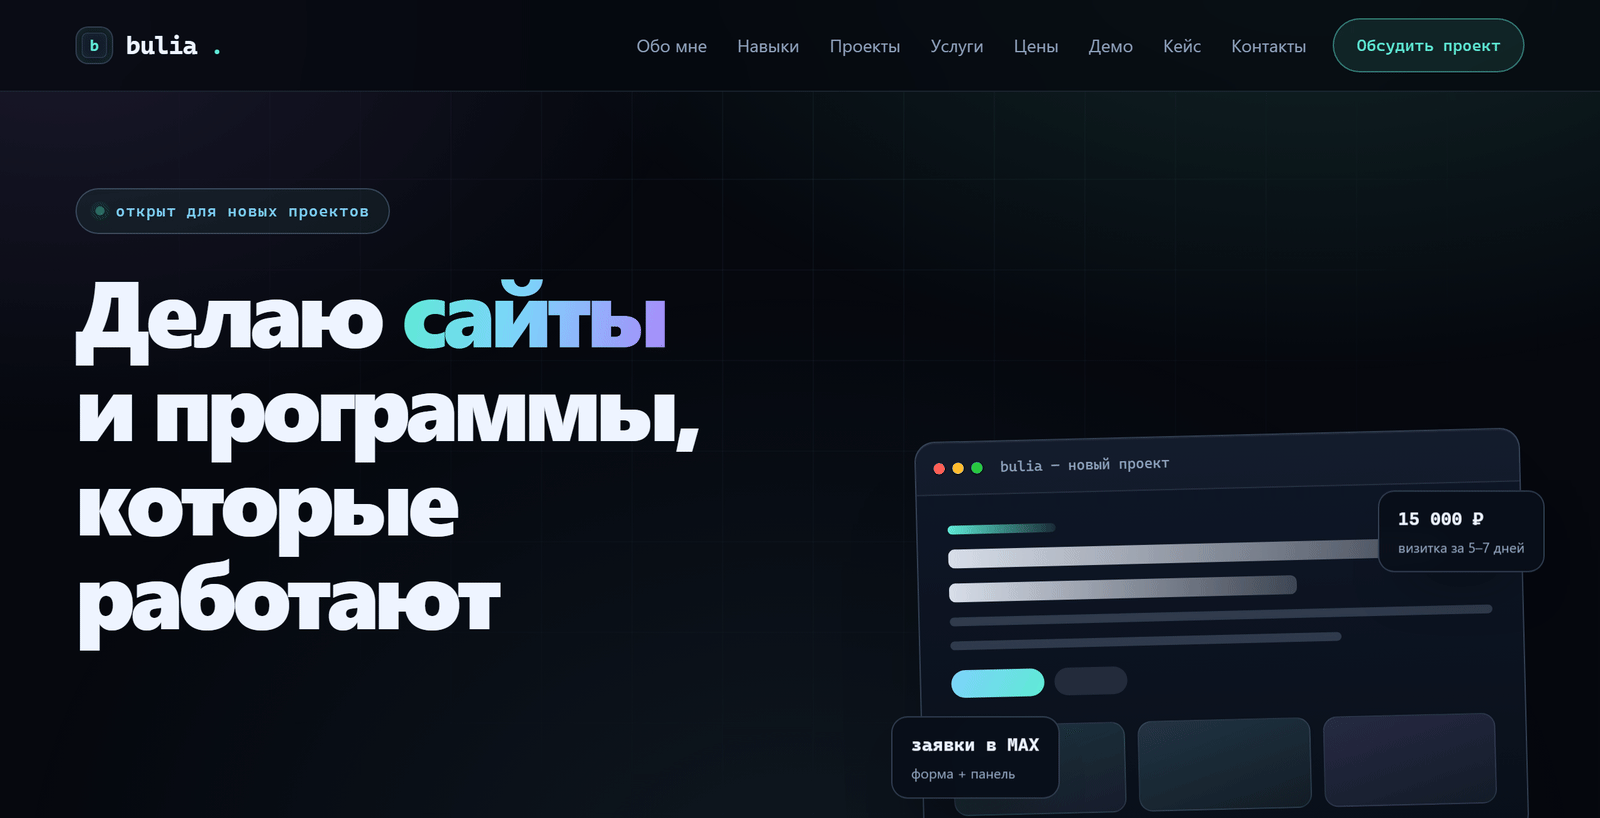 b
bulia .
Обо мне
Навыки
Проекты
Услуги
Цены
Демо
Кейс
Контакты
Обсудить проект
открыт для новых проектов
Делаю сайты
и программы,
которые
работают
bulia — новый проект
15 000 ₽
визитка за 5–7 дней
заявки в MAX
форма + панель